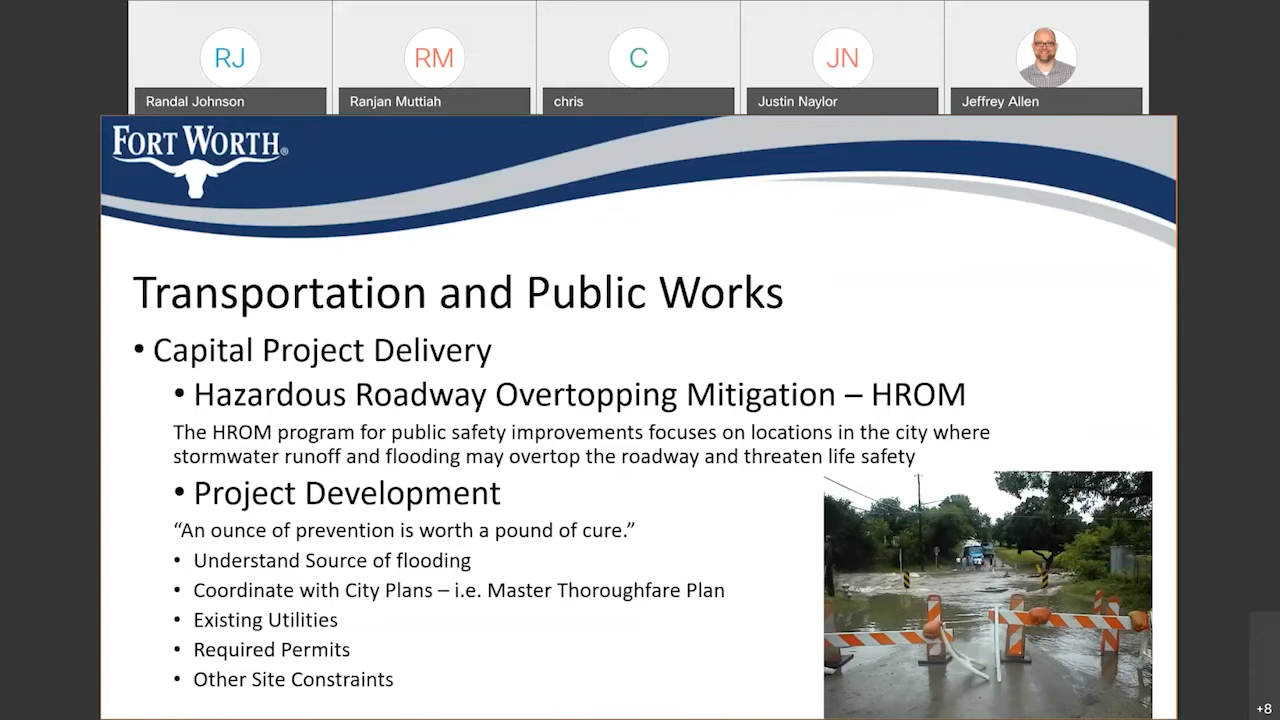 RJ
Randal Johnson
RM
Ranjan Muttiah
C
chris
JN
Justin Naylor
Jeffrey Allen
FORT WORTH®
Transportation and Public Works
• Capital Project Delivery
• Hazardous Roadway Overtopping Mitigation – HROM
The HROM program for public safety improvements focuses on locations in the city where
stormwater runoff and flooding may overtop the roadway and threaten life safety
• Project Development
“An ounce of prevention is worth a pound of cure.”
• Understand Source of flooding
• Coordinate with City Plans – i.e. Master Thoroughfare Plan
• Existing Utilities
• Required Permits
• Other Site Constraints
+8